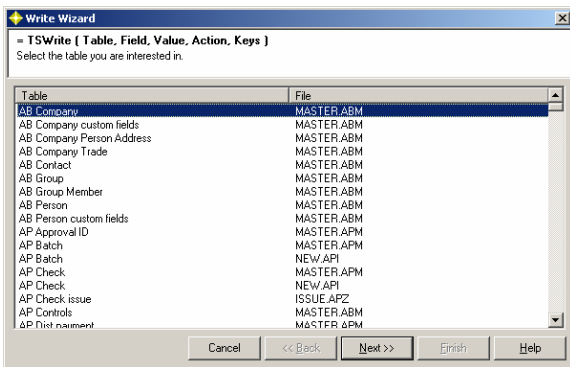 Write Wizard
= TSWrite ( Table, Field, Value, Action, Keys )
Select the table you are interested in.
Table File
AB Company MASTER.ABM
AB Company custom fields MASTER.ABM
AB Company Person Address MASTER.ABM
AB Company Trade MASTER.ABM
AB Contact MASTER.ABM
AB Group MASTER.ABM
AB Group Member MASTER.ABM
AB Person MASTER.ABM
AB Person custom fields MASTER.ABM
AP Approval ID MASTER.APM
AP Batch MASTER.APM
AP Batch NEW.API
AP Check MASTER.APM
AP Check NEW.API
AP Check issue ISSUE.APZ
AP Controls MASTER.ABM
AP Dist payment MASTER.APM
Cancel << Back Next >> Finish Help